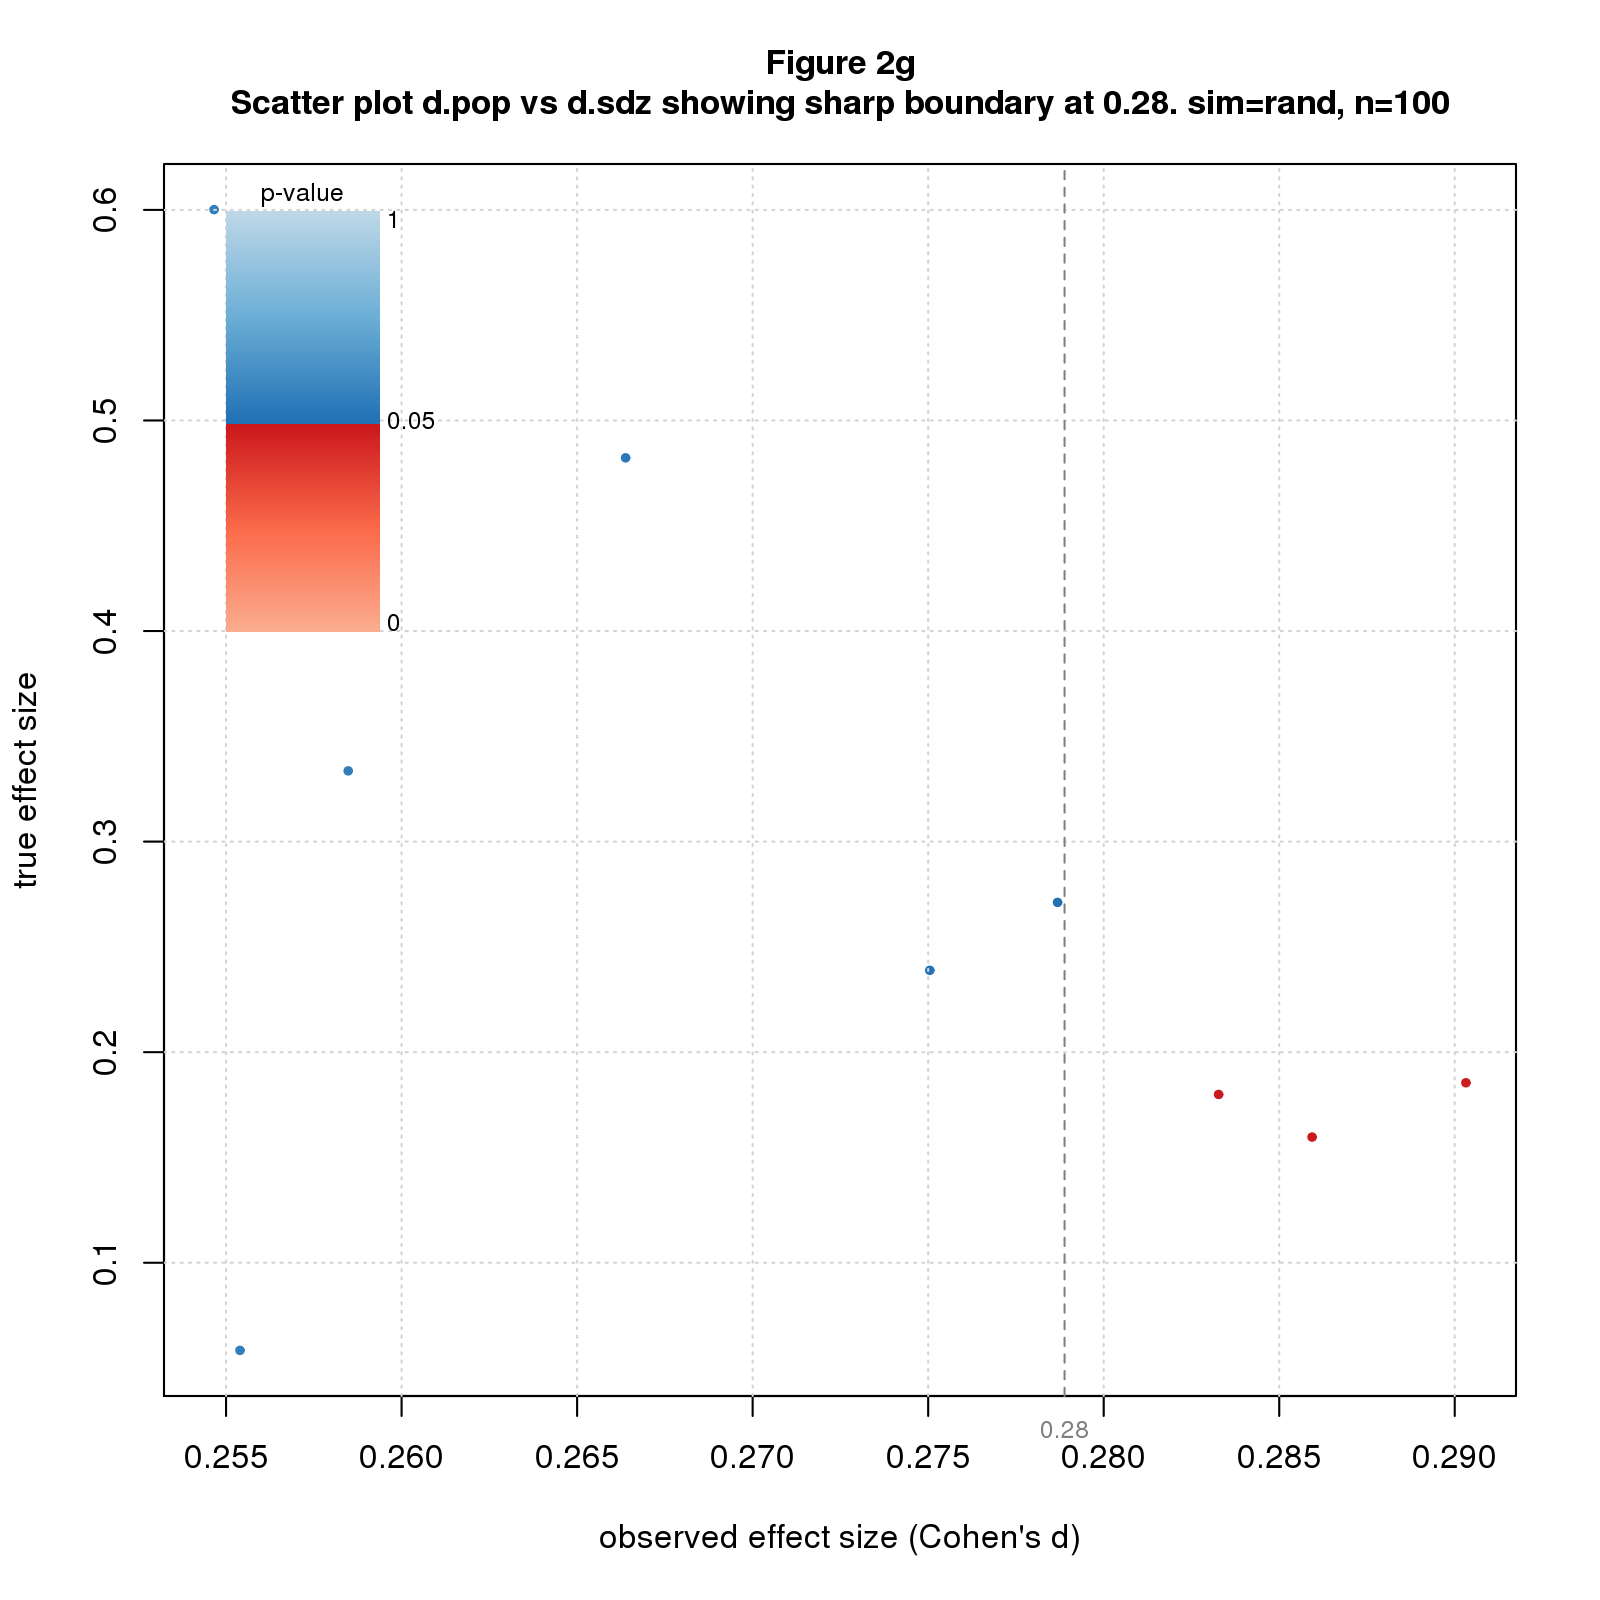 Figure 2g
Scatter plot d.pop vs d.sdz showing sharp boundary at 0.28. sim=rand, n=100
p-value
1
0.05
0
0.6
0.5
0.4
0.3
0.2
0.1
true effect size
0.28
0.255 0.260 0.265 0.270 0.275 0.280 0.285 0.290
observed effect size (Cohen's d)